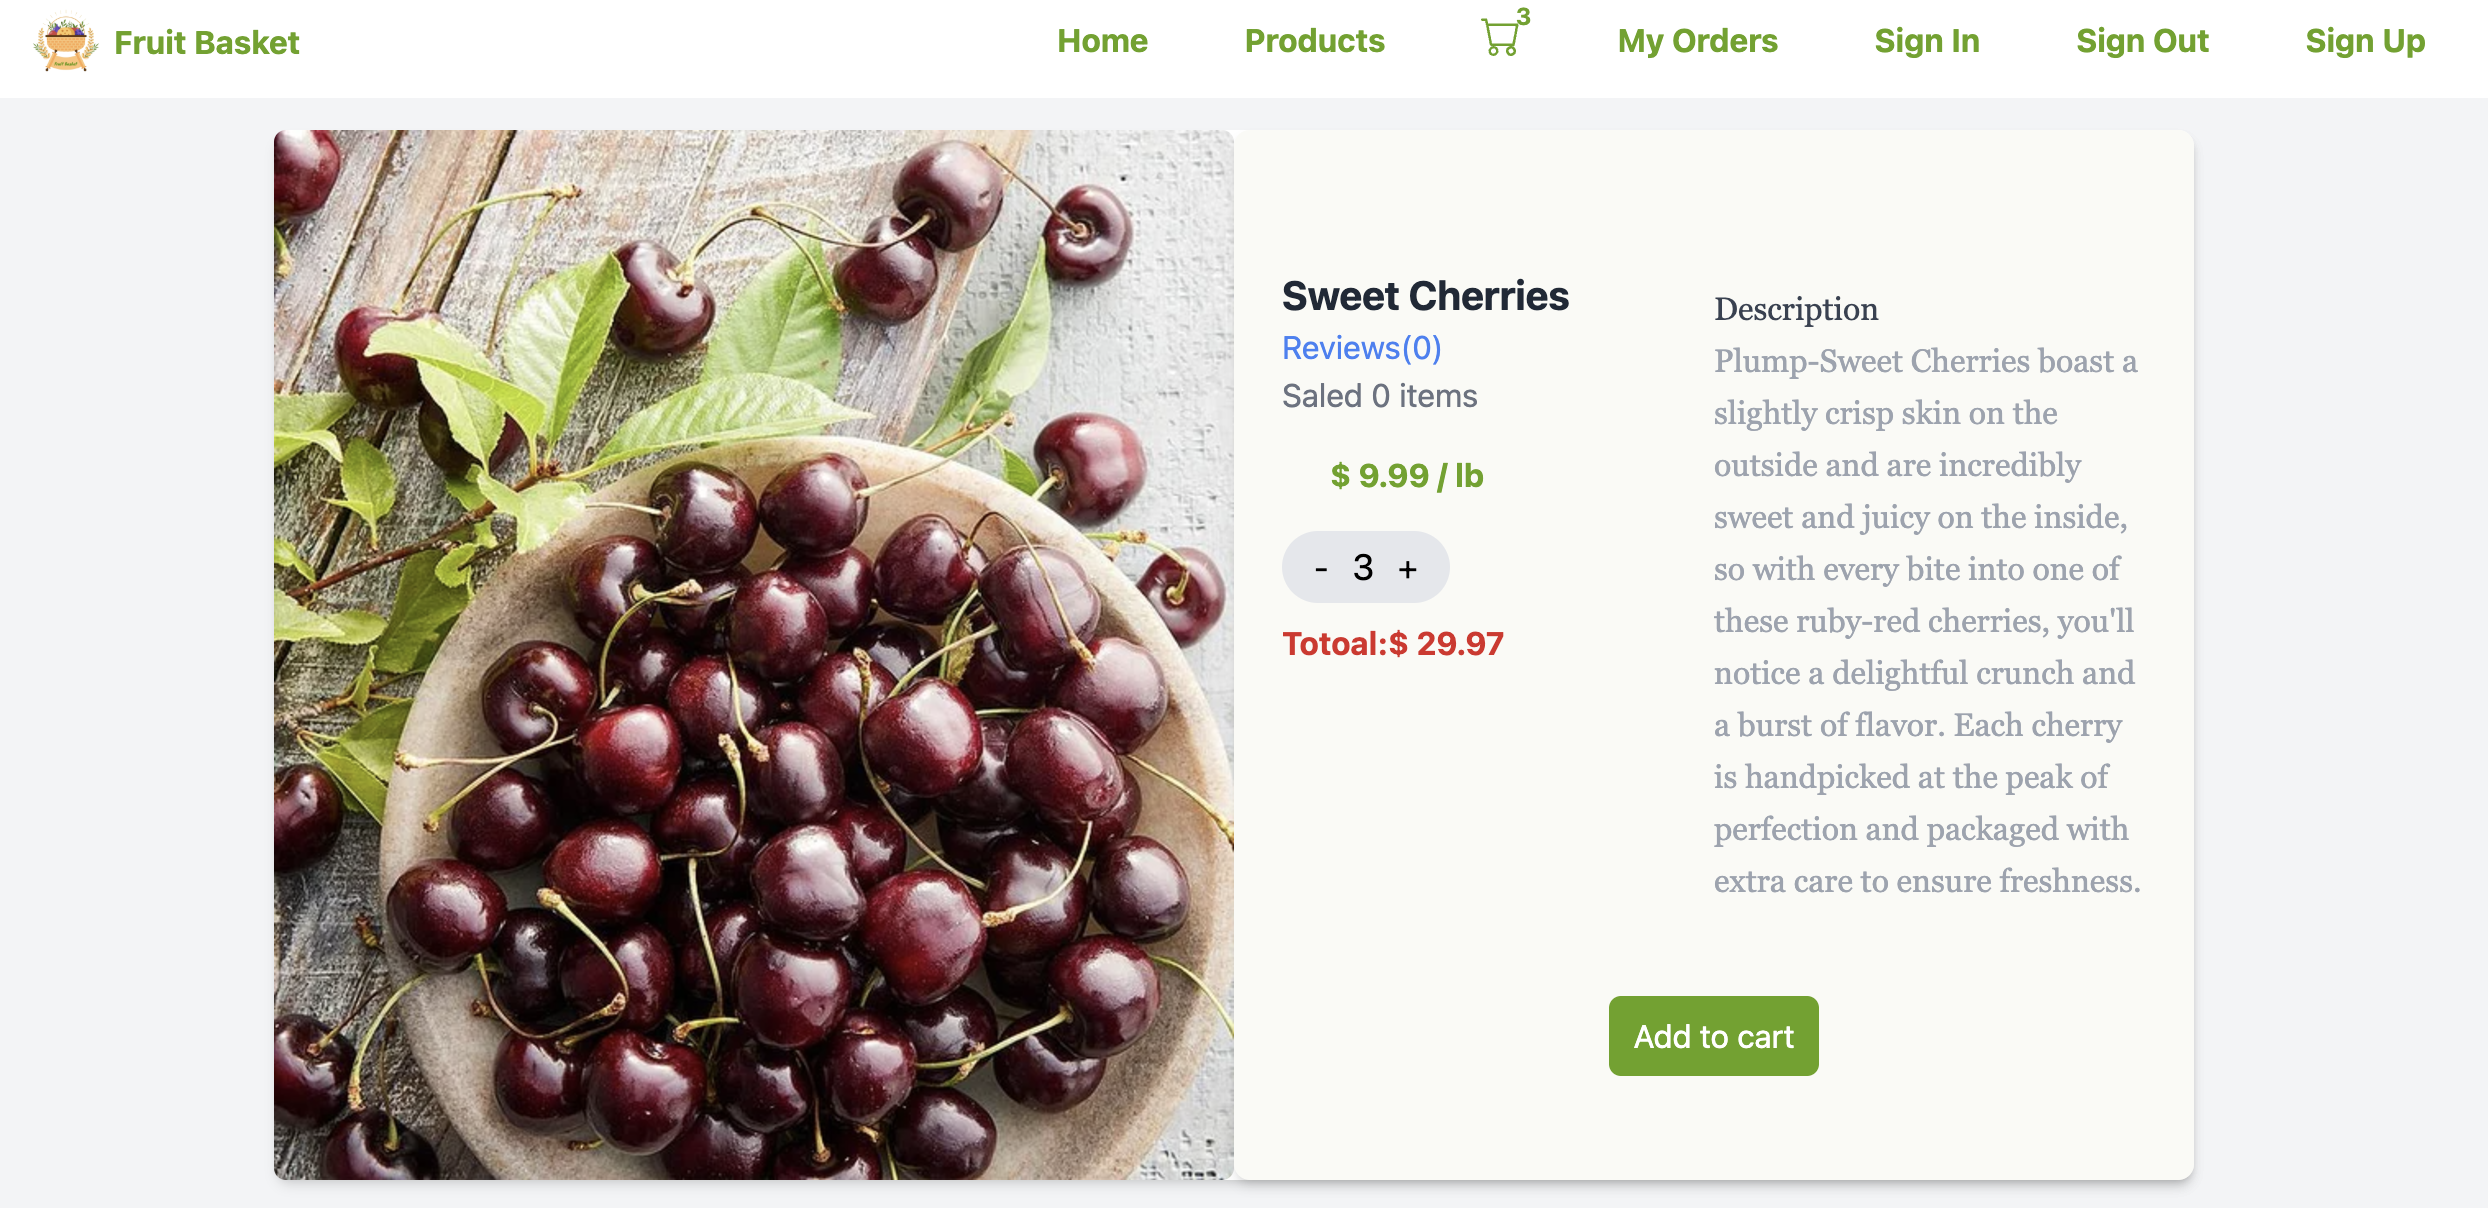 Fruit Basket
Home
Products
3
My Orders
Sign In
Sign Out
Sign Up
Sweet Cherries
Reviews(0)
Saled 0 items
$ 9.99 / lb
- 3 +
Totoal:$ 29.97
Description
Plump-Sweet Cherries boast a
slightly crisp skin on the
outside and are incredibly
sweet and juicy on the inside,
so with every bite into one of
these ruby-red cherries, you'll
notice a delightful crunch and
a burst of flavor. Each cherry
is handpicked at the peak of
perfection and packaged with
extra care to ensure freshness.
Add to cart